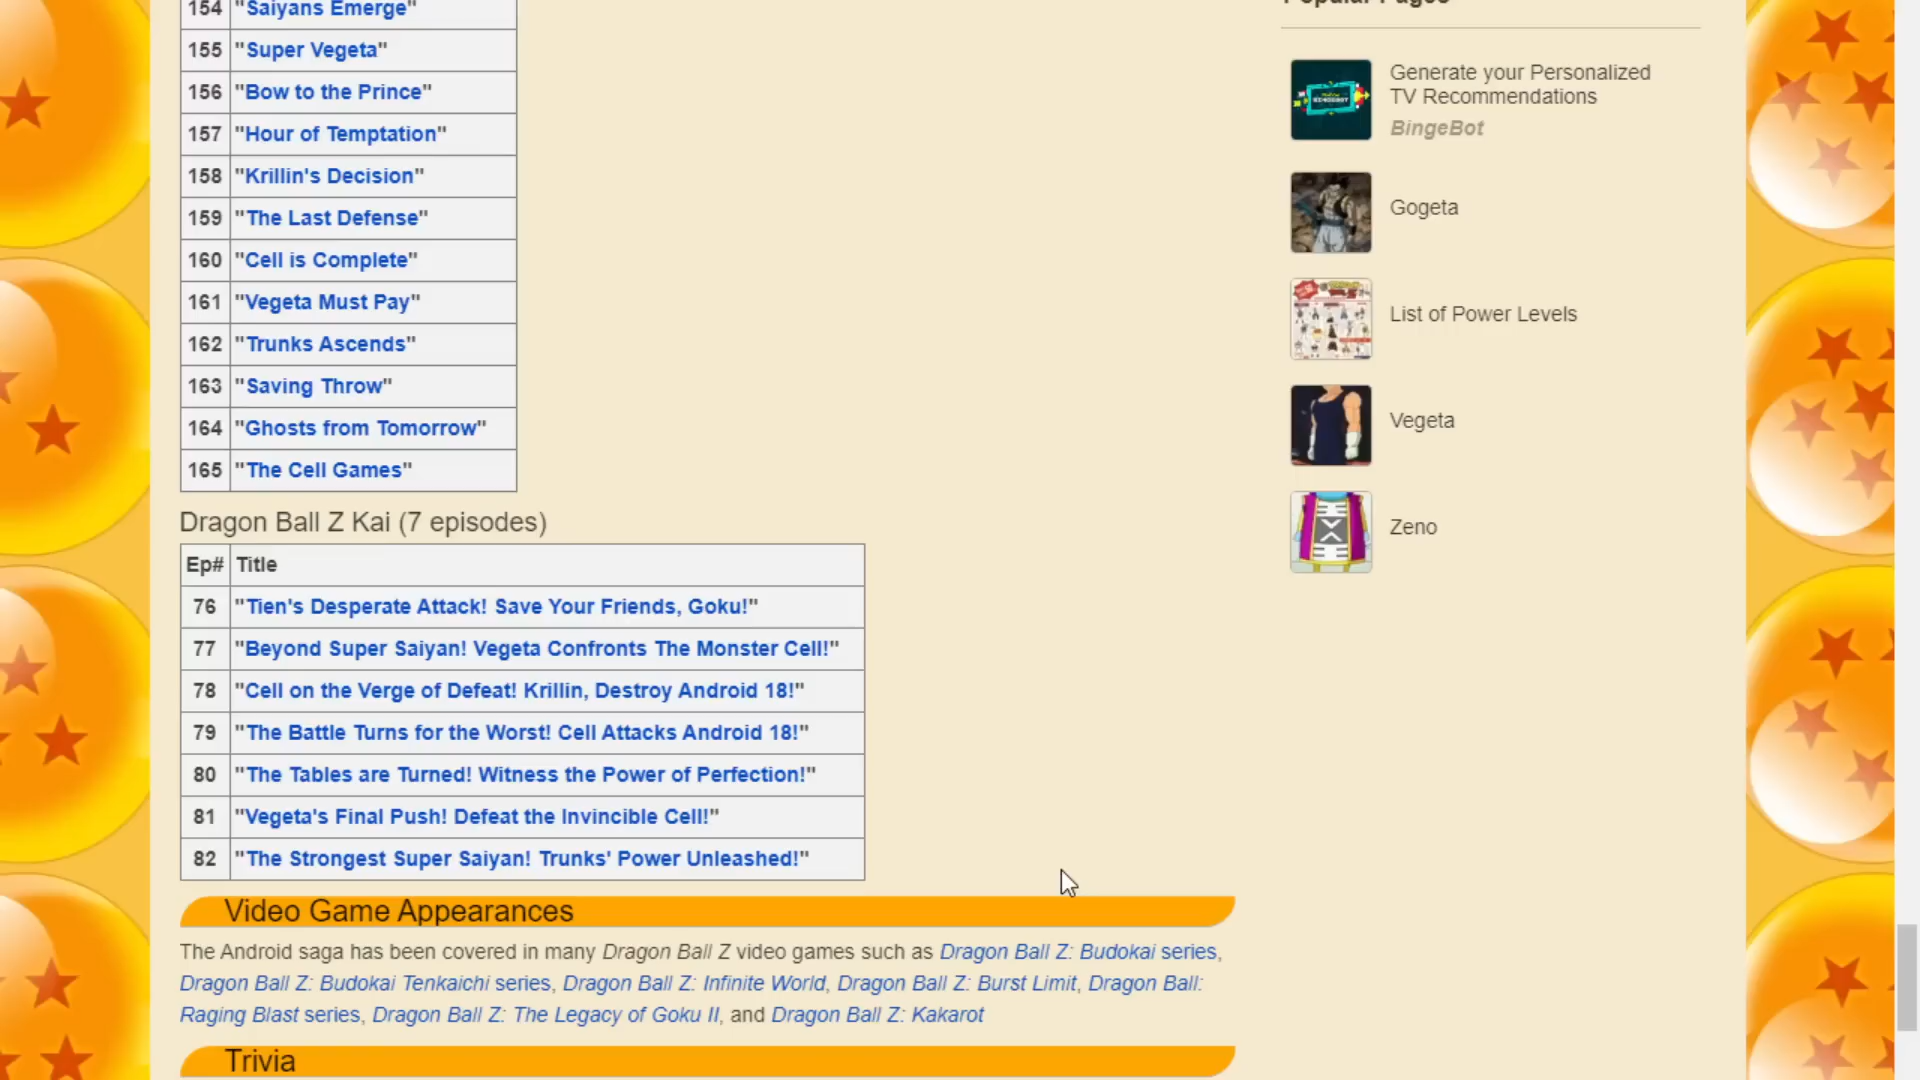 154 "Saiyans Emerge"
155 "Super Vegeta"
156 "Bow to the Prince"
157 "Hour of Temptation"
158 "Krillin's Decision"
159 "The Last Defense"
160 "Cell is Complete"
161 "Vegeta Must Pay"
162 "Trunks Ascends"
163 "Saving Throw"
164 "Ghosts from Tomorrow"
165 "The Cell Games"
Dragon Ball Z Kai (7 episodes)
Ep# Title
76 "Tien's Desperate Attack! Save Your Friends, Goku!"
77 "Beyond Super Saiyan! Vegeta Confronts The Monster Cell!"
78 "Cell on the Verge of Defeat! Krillin, Destroy Android 18!"
79 "The Battle Turns for the Worst! Cell Attacks Android 18!"
80 "The Tables are Turned! Witness the Power of Perfection!"
81 "Vegeta's Final Push! Defeat the Invincible Cell!"
82 "The Strongest Super Saiyan! Trunks' Power Unleashed!"
Video Game Appearances
The Android saga has been covered in many Dragon Ball Z video games such as Dragon Ball Z: Budokai series,
Dragon Ball Z: Budokai Tenkaichi series, Dragon Ball Z: Infinite World, Dragon Ball Z: Burst Limit, Dragon Ball:
Raging Blast series, Dragon Ball Z: The Legacy of Goku II, and Dragon Ball Z: Kakarot
Trivia
Popular Pages
Generate your Personalized
TV Recommendations
BingeBot
Gogeta
List of Power Levels
Vegeta
Zeno